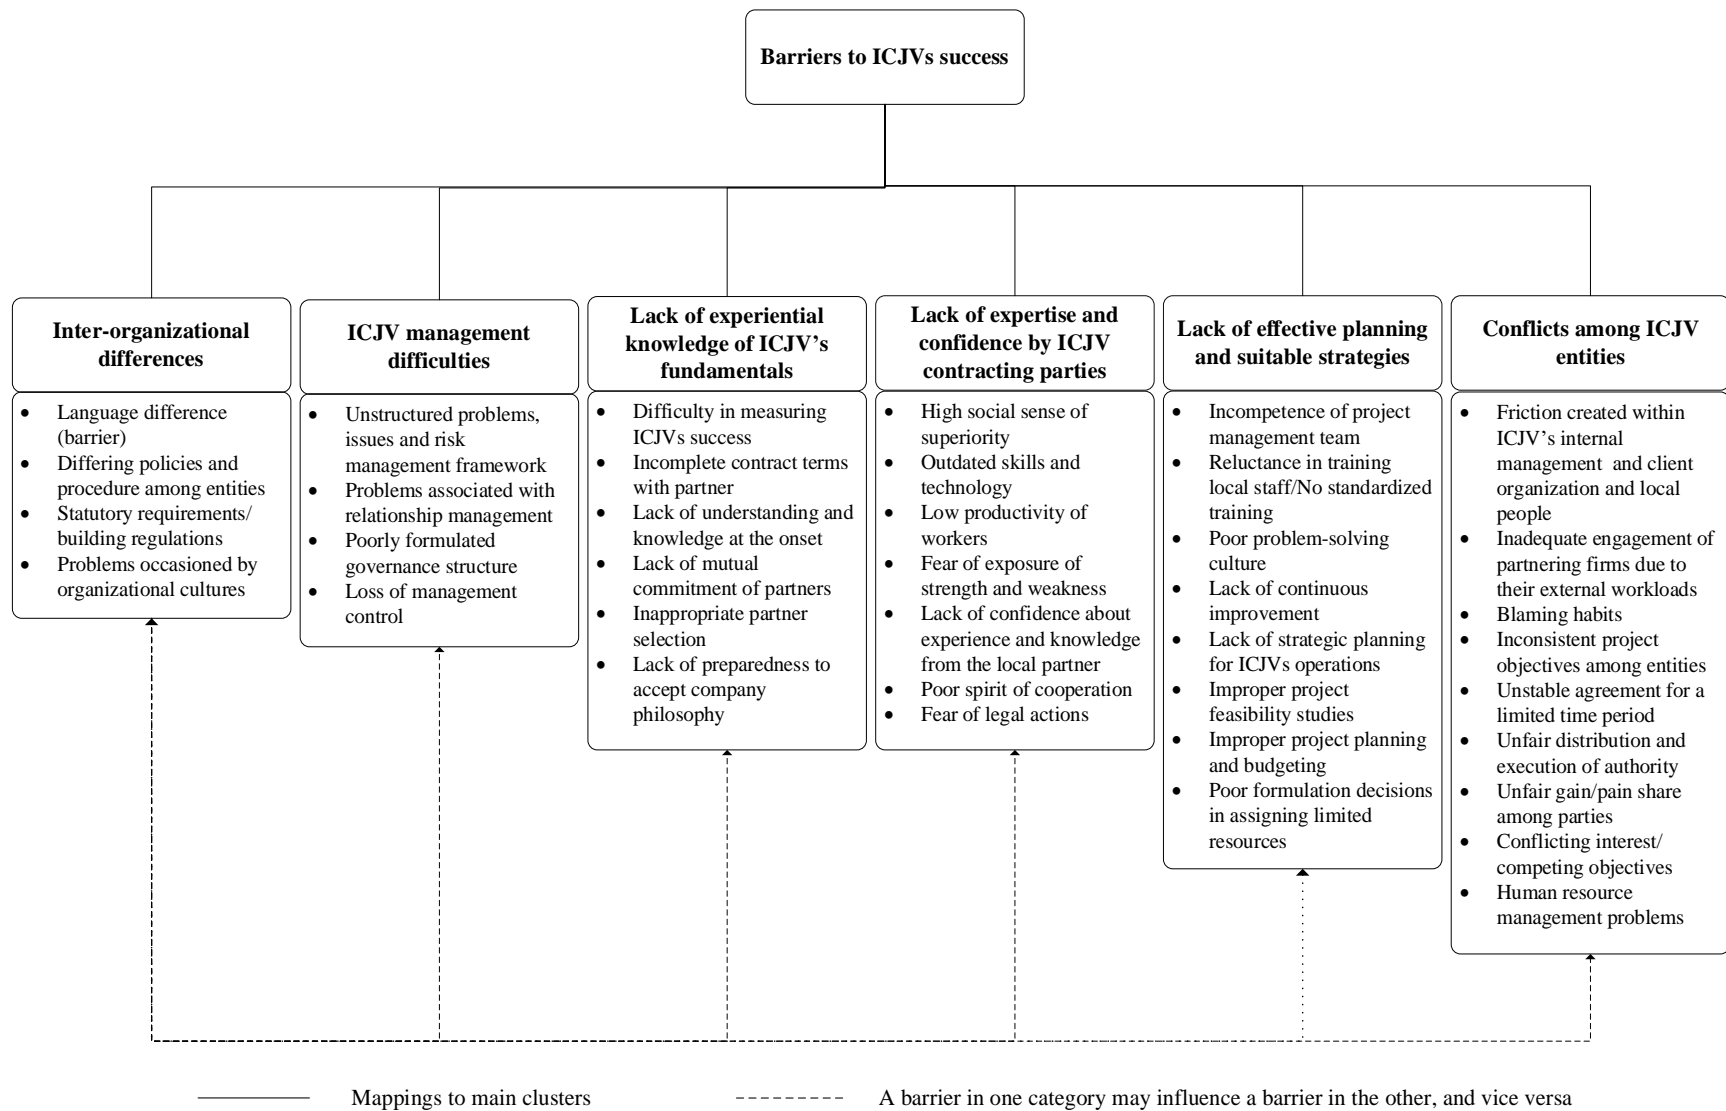 Barriers to ICJVs success
Inter-organizational
differences
• Language difference
(barrier)
• Differing policies and
procedure among entities
• Statutory requirements/
building regulations
• Problems occasioned by
organizational cultures
ICJV management
difficulties
• Unstructured problems,
issues and risk
management framework
• Problems associated with
relationship management
• Poorly formulated
governance structure
• Loss of management
control
Lack of experiential
knowledge of ICJV’s
fundamentals
• Difficulty in measuring
ICJVs success
• Incomplete contract terms
with partner
• Lack of understanding and
knowledge at the onset
• Lack of mutual
commitment of partners
• Inappropriate partner
selection
• Lack of preparedness to
accept company
philosophy
Lack of expertise and
confidence by ICJV
contracting parties
• High social sense of
superiority
• Outdated skills and
technology
• Low productivity of
workers
• Fear of exposure of
strength and weakness
• Lack of confidence about
experience and knowledge
from the local partner
• Poor spirit of cooperation
• Fear of legal actions
Lack of effective planning
and suitable strategies
• Incompetence of project
management team
• Reluctance in training
local staff/No standardized
training
• Poor problem-solving
culture
• Lack of continuous
improvement
• Lack of strategic planning
for ICJVs operations
• Improper project
feasibility studies
• Improper project planning
and budgeting
• Poor formulation decisions
in assigning limited
resources
Conflicts among ICJV
entities
• Friction created within
ICJV’s internal
management and client
organization and local
people
• Inadequate engagement of
partnering firms due to
their external workloads
• Blaming habits
• Inconsistent project
objectives among entities
• Unstable agreement for a
limited time period
• Unfair distribution and
execution of authority
• Unfair gain/pain share
among parties
• Conflicting interest/
competing objectives
• Human resource
management problems
Mappings to main clusters
A barrier in one category may influence a barrier in the other, and vice versa